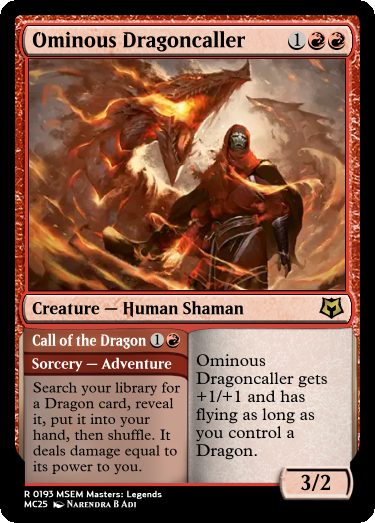 Ominous Dragoncaller 1
Creature — Human Shaman
Call of the Dragon 1
Sorcery — Adventure
Search your library for
a Dragon card, reveal
it, put it into your
hand, then shuffle. It
deals damage equal to
its power to you.
Ominous
Dragoncaller gets
+1/+1 and has
flying as long as
you control a
Dragon.
3/2
R 0193 MSEM Masters: Legends
MC25 Narendra B Adi